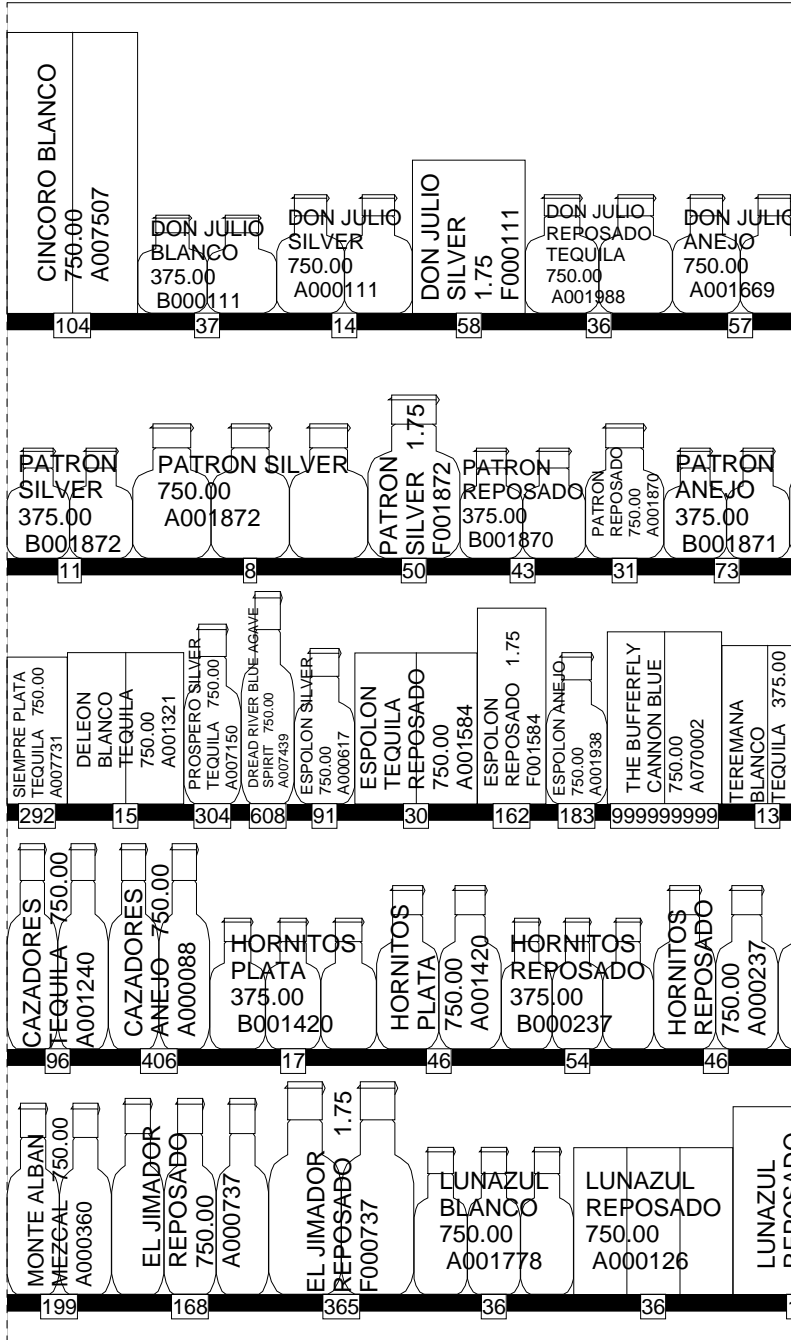 CINCORO BLANCO
750.00
A007507
DON JULIO
BLANCO
375.00
B000111
DON JULIO
SILVER
750.00
A000111
DON JULIO
SILVER
1.75
F000111
DON JULIO
REPOSADO
TEQUILA
750.00
A001988
DON JULIO
ANEJO
750.00
A001669
104
37
14
58
36
57
PATRON
SILVER
375.00
B001872
PATRON SILVER
750.00
A001872
PATRON
SILVER 1.75
F001872
PATRON
REPOSADO
375.00
B001870
PATRON
REPOSADO
750.00
A001870
PATRON
ANEJO
375.00
B001871
11
8
50
43
31
73
SIEMPRE PLATA
TEQUILA 750.00
A007731
DELEON
BLANCO
TEQUILA
750.00
A001321
PROSPERO SILVER
TEQUILA 750.00
A007150
DREAD RIVER BLUE AGAVE
SPIRIT 750.00
A007439
ESPOLON SILVER
750.00
A000617
ESPOLON
TEQUILA
REPOSADO
750.00
A001584
ESPOLON
REPOSADO 1.75
F001584
ESPOLON ANEJO
750.00
A001938
THE BUFFERFLY
CANNON BLUE
750.00
A070002
TEREMANA
BLANCO
TEQUILA 375.00
292
15
304
608
91
30
162
183
999999999
13
CAZADORES
TEQUILA 750.00
A001240
CAZADORES
ANEJO 750.00
A000088
HORNITOS
PLATA
375.00
B001420
HORNITOS
PLATA
750.00
A001420
HORNITOS
REPOSADO
375.00
B000237
HORNITOS
REPOSADO
750.00
A000237
96
406
17
46
54
46
MONTE ALBAN
MEZCAL 750.00
A000360
EL JIMADOR
REPOSADO
750.00
A000737
EL JIMADOR
REPOSADO 1.75
F000737
LUNAZUL
BLANCO
750.00
A001778
LUNAZUL
REPOSADO
750.00
A000126
LUNAZUL
REPOSADO
199
168
365
36
36